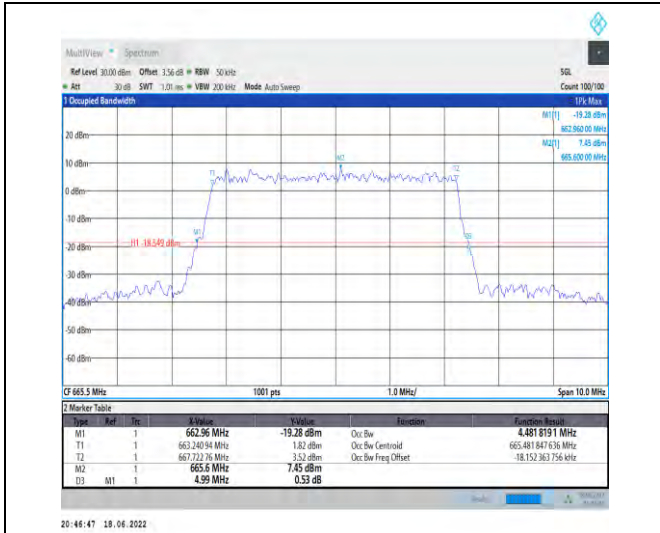 MultiView Spectrum
Ref Level 30.00 dBm Offset 3.56 dB RBW 50 kHz SGL
Att 30 dB SWT 1.01 ms VBW 200 kHz Mode Auto Sweep Count 100/100
1 Occupied Bandwidth 1Pk Max
M1[1] -19.28 dBm
662.960 00 MHz
M2[1] 7.45 dBm
665.600 00 MHz
20 dBm
10 dBm
0 dBm
-10 dBm
-20 dBm
-30 dBm
-40 dBm
-50 dBm
-60 dBm
T1
M2
T2
M1
H1 -18.549 dBm
CF 665.5 MHz 1001 pts 1.0 MHz/ Span 10.0 MHz
2 Marker Table
Type Ref Trc X-Value Y-Value Function Function Result
M1 1 662.96 MHz -19.28 dBm Occ Bw 4.481 819 1 MHz
T1 1 663.240 94 MHz 1.82 dBm Occ Bw Centroid 665.481 847 636 MHz
T2 1 667.722 76 MHz 3.52 dBm Occ Bw Freq Offset -18.152 363 756 kHz
M2 1 665.6 MHz 7.45 dBm
D3 M1 1 4.99 MHz 0.53 dB
20:46:47 18.06.2022